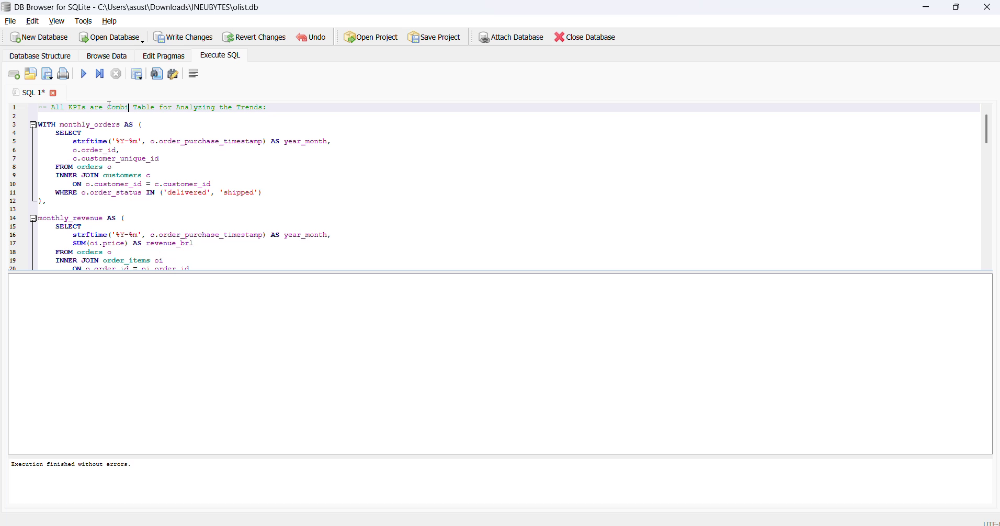 DB Browser for SQLite - C:\Users\asust\Downloads\INEUBYTES\olist.db
File Edit View Tools Help
New Database Open Database Write Changes Revert Changes Undo Open Project Save Project Attach Database Close Database
Database Structure Browse Data Edit Pragmas Execute SQL
SQL 1*
1 -- All KPIs are Combi Table for Analyzing the Trends:
2
3 WITH monthly_orders AS (
4 SELECT
5 strftime('%Y-%m', o.order_purchase_timestamp) AS year_month,
6 o.order_id,
7 c.customer_unique_id
8 FROM orders o
9 INNER JOIN customers c
10 ON o.customer_id = c.customer_id
11 WHERE o.order_status IN ('delivered', 'shipped')
12 ),
13
14 monthly_revenue AS (
15 SELECT
16 strftime('%Y-%m', o.order_purchase_timestamp) AS year_month,
17 SUM(oi.price) AS revenue_brl
18 FROM orders o
19 INNER JOIN order_items oi
20 ON o.order_id = oi.order_id
Execution finished without errors.